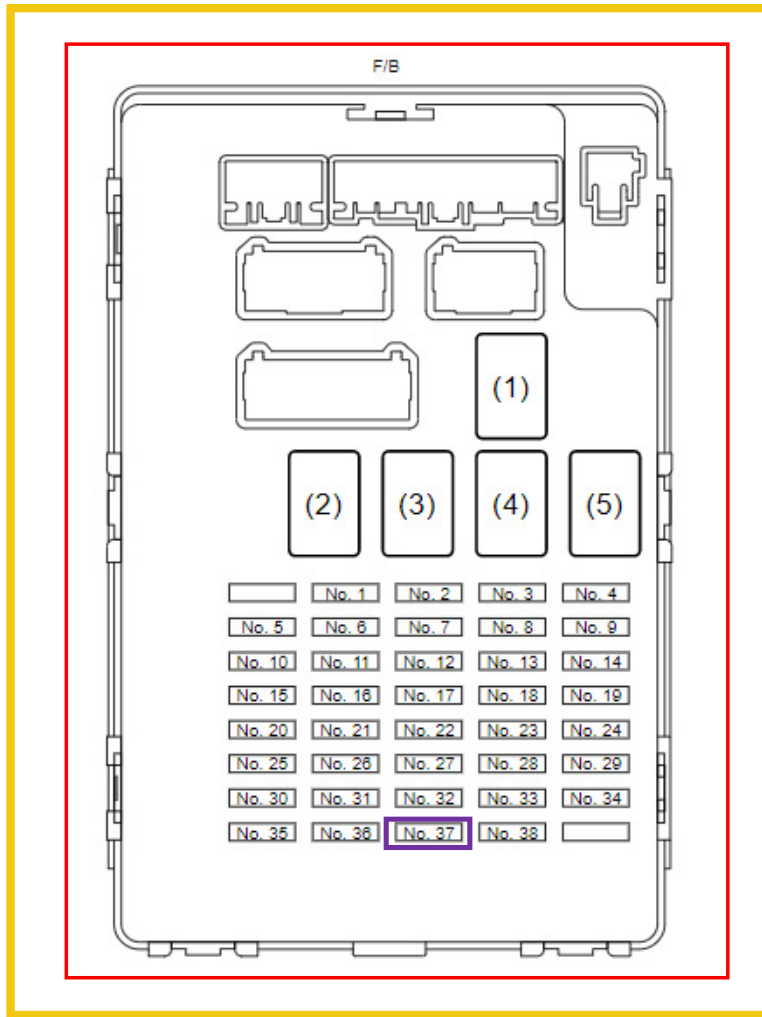 F/B
(1)
(2) (3) (4) (5)
No. 1 No. 2 No. 3 No. 4
No. 5 No. 6 No. 7 No. 8 No. 9
No. 10 No. 11 No. 12 No. 13 No. 14
No. 15 No. 16 No. 17 No. 18 No. 19
No. 20 No. 21 No. 22 No. 23 No. 24
No. 25 No. 26 No. 27 No. 28 No. 29
No. 30 No. 31 No. 32 No. 33 No. 34
No. 35 No. 36 No. 37 No. 38